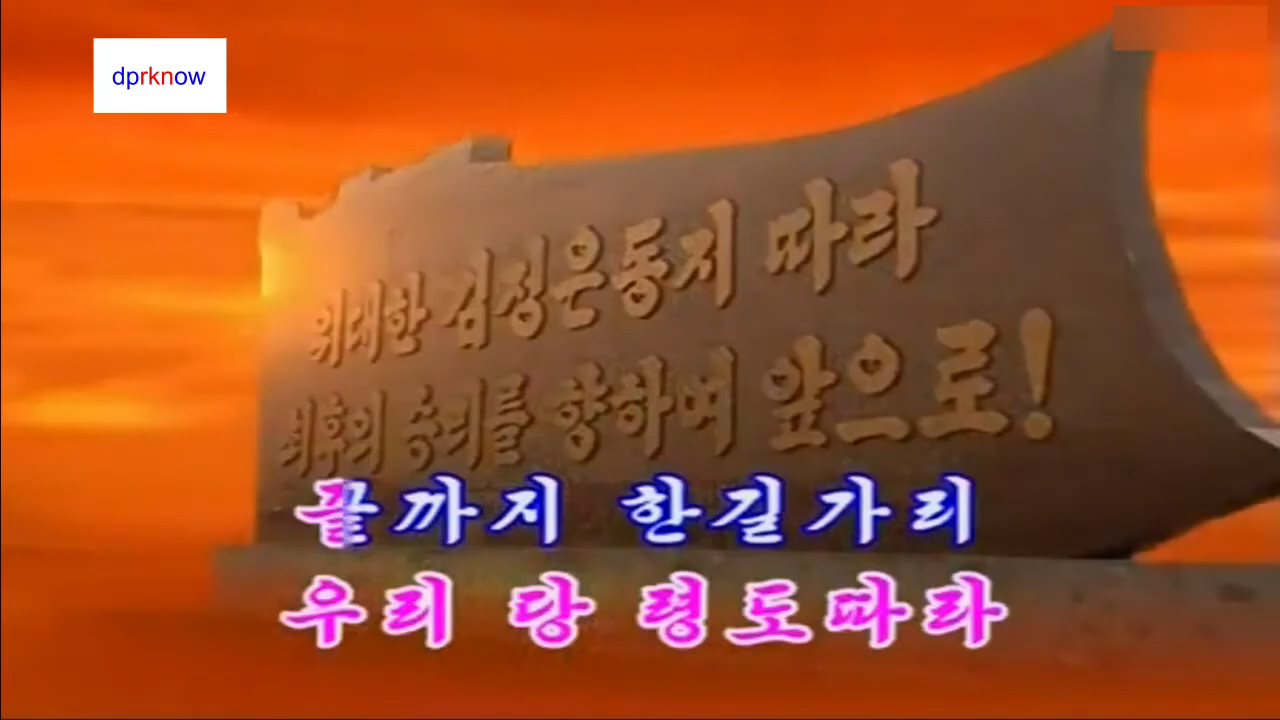 dprknow
위대한 김정은동지 따라
최후의 승리를 향하여 앞으로!
끝까지 한길가리
우리 당 령도따라